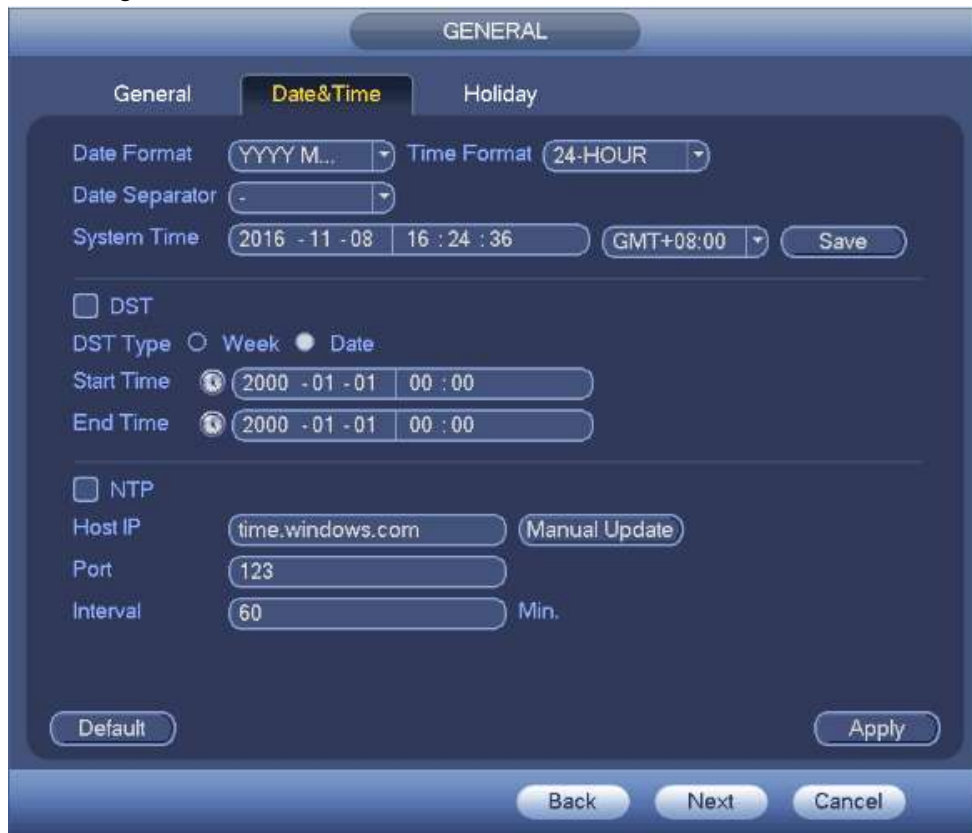 GENERAL
General Date&Time Holiday
Date Format YYYY M... Time Format 24-HOUR
Date Separator -
System Time 2016 - 11 - 08 16 : 24 : 36 GMT+08:00 Save
DST
DST Type Week Date
Start Time 2000 - 01 - 01 00 : 00
End Time 2000 - 01 - 01 00 : 00
NTP
Host IP time.windows.com Manual Update
Port 123
Interval 60 Min.
Default Apply
Back Next Cancel